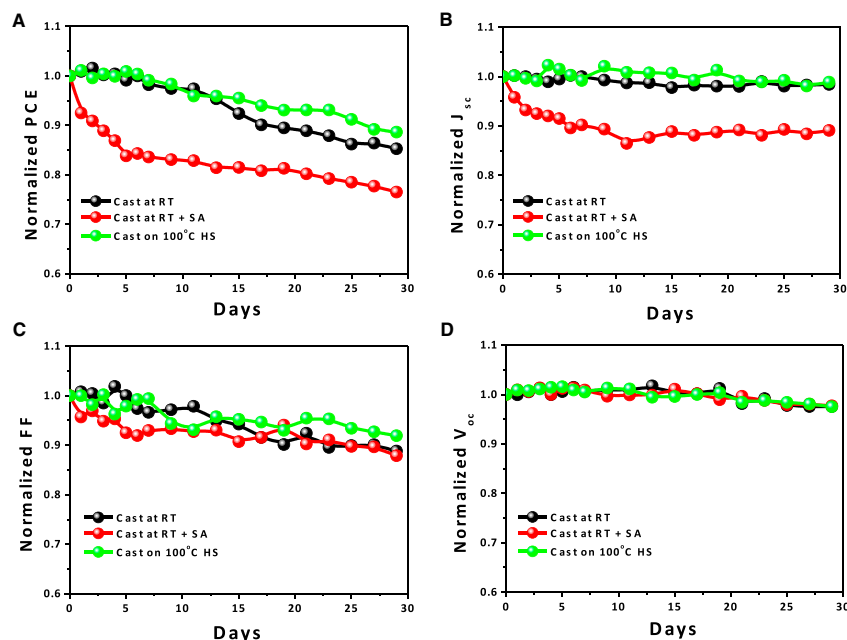 A
1.1
1.0
0.9
0.8
0.7
0.6
Normalized PCE
Cast at RT
Cast at RT + SA
Cast on 100°C HS
0 5 10 15 20 25 30
Days
B
1.1
1.0
0.9
0.8
0.7
0.6
Normalized Jsc
Cast at RT
Cast at RT + SA
Cast on 100°C HS
0 5 10 15 20 25 30
Days
C
1.1
1.0
0.9
0.8
0.7
0.6
Normalized FF
Cast at RT
Cast at RT + SA
Cast on 100°C HS
0 5 10 15 20 25 30
Days
D
1.1
1.0
0.9
0.8
0.7
0.6
Normalized Voc
Cast at RT
Cast at RT + SA
Cast on 100°C HS
0 5 10 15 20 25 30
Days